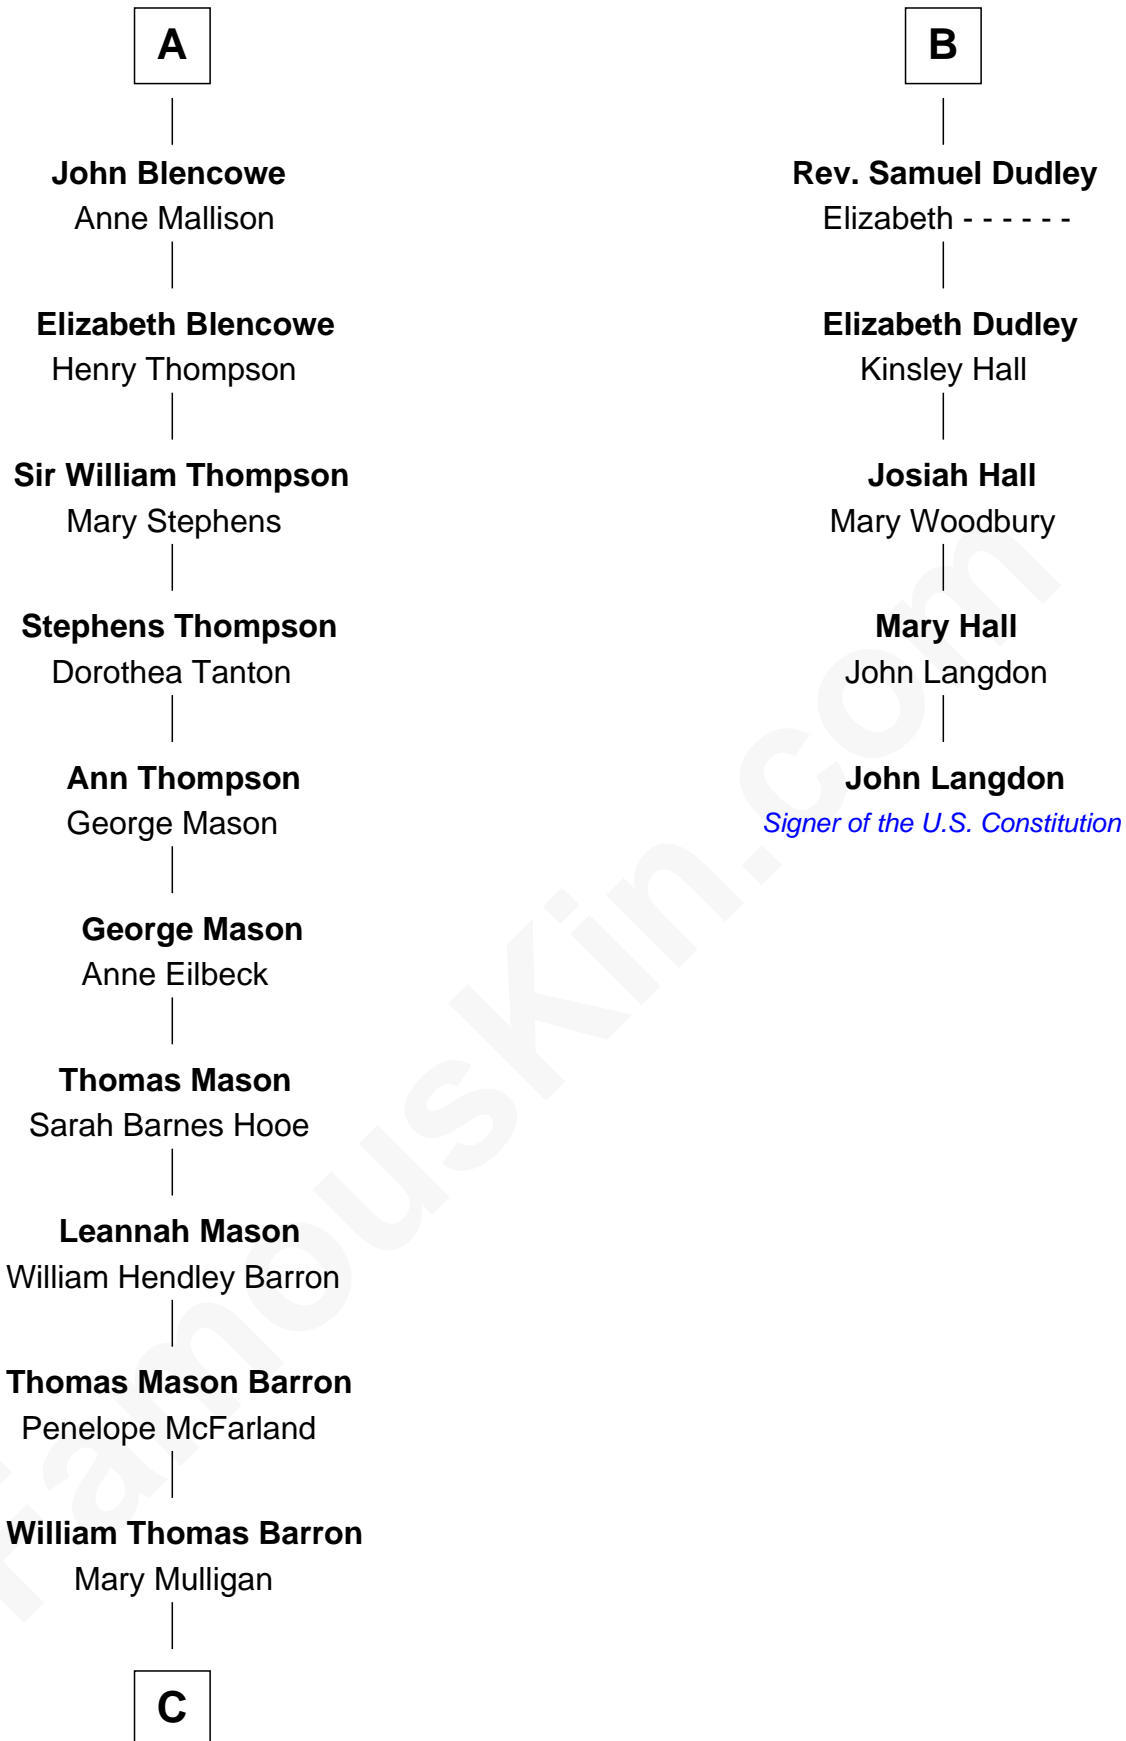 A
John Blencowe
Anne Mallison
Elizabeth Blencowe
Henry Thompson
Sir William Thompson
Mary Stephens
Stephens Thompson
Dorothea Tanton
Ann Thompson
George Mason
George Mason
Anne Eilbeck
Thomas Mason
Sarah Barnes Hooe
Leannah Mason
William Hendley Barron
Thomas Mason Barron
Penelope McFarland
William Thomas Barron
Mary Mulligan
C
B
Rev. Samuel Dudley
Elizabeth - - - - - -
Elizabeth Dudley
Kinsley Hall
Josiah Hall
Mary Woodbury
Mary Hall
John Langdon
John Langdon
Signer of the U.S. Constitution
FamousKin.com